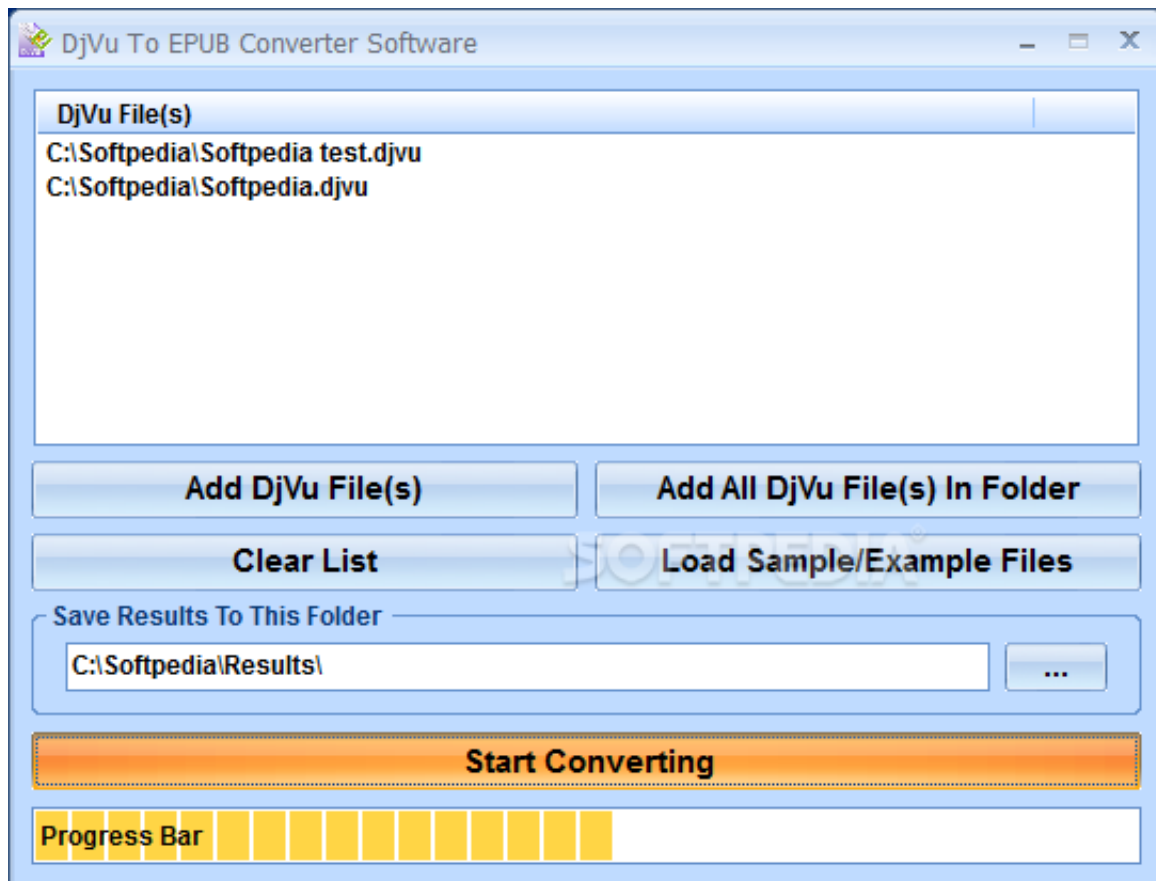 DjVu To EPUB Converter Software
DjVu File(s)
C:\Softpedia\Softpedia test.djvu
C:\Softpedia\Softpedia.djvu
Add DjVu File(s)
Add All DjVu File(s) In Folder
Clear List
Load Sample/Example Files
SOFTPEDIA®
Save Results To This Folder
C:\Softpedia\Results\
...
Start Converting
Progress Bar